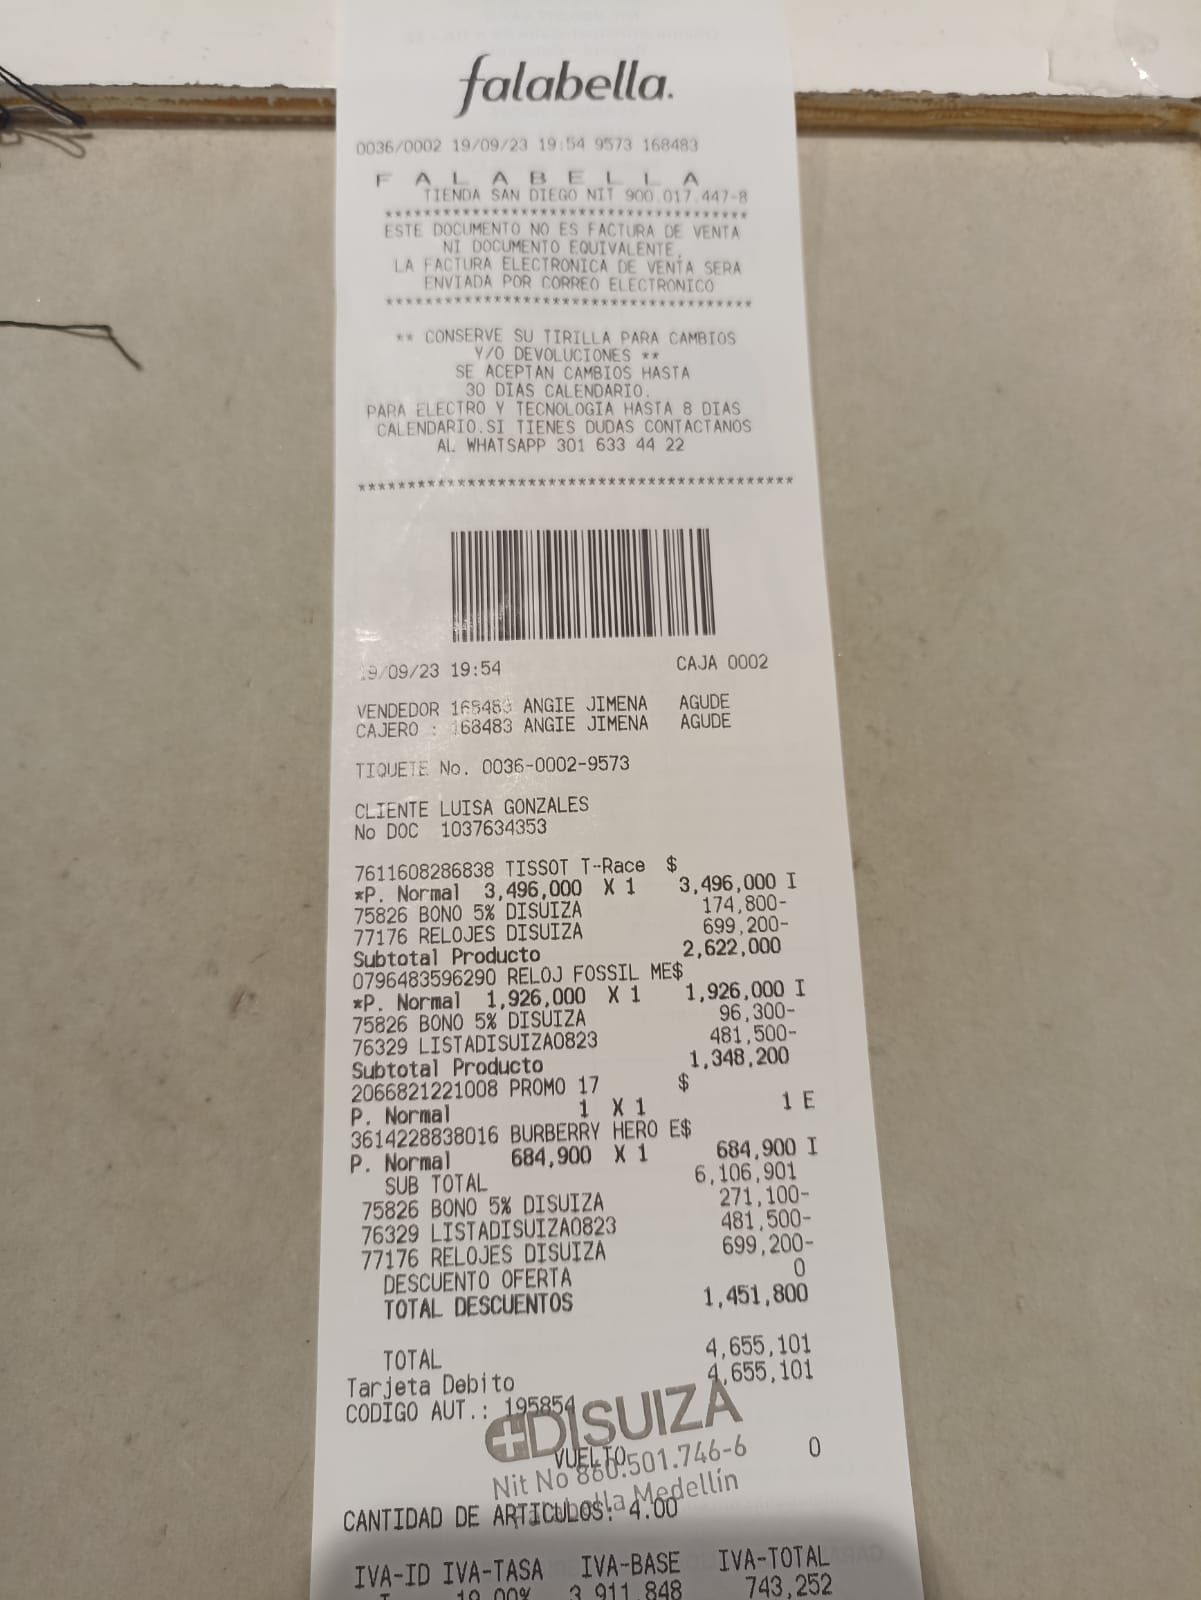 falabella.
0036/0002 19/09/23 19:54 9573 168483
F A L A B E L L A
TIENDA SAN DIEGO NIT 900.017.447-8
*************************************
ESTE DOCUMENTO NO ES FACTURA DE VENTA
NI DOCUMENTO EQUIVALENTE,
LA FACTURA ELECTRONICA DE VENTA SERA
ENVIADA POR CORREO ELECTRONICO
*************************************
** CONSERVE SU TIRILLA PARA CAMBIOS
Y/O DEVOLUCIONES **
SE ACEPTAN CAMBIOS HASTA
30 DIAS CALENDARIO.
PARA ELECTRO Y TECNOLOGIA HASTA 8 DIAS
CALENDARIO.SI TIENES DUDAS CONTACTANOS
AL WHATSAPP 301 633 44 22
********************************************
19/09/23 19:54 CAJA 0002
VENDEDOR 168483 ANGIE JIMENA AGUDE
CAJERO : 168483 ANGIE JIMENA AGUDE
TIQUETE No. 0036-0002-9573
CLIENTE LUISA GONZALES
No DOC 1037634353
7611608286838 TISSOT T-Race $
*P. Normal 3,496,000 X 1 3,496,000 I
75826 BONO 5% DISUIZA 174,800-
77176 RELOJES DISUIZA 699,200-
Subtotal Producto 2,622,000
0796483596290 RELOJ FOSSIL ME$
*P. Normal 1,926,000 X 1 1,926,000 I
75826 BONO 5% DISUIZA 96,300-
76329 LISTADISUIZA0823 481,500-
Subtotal Producto 1,348,200
2066821221008 PROMO 17 $
P. Normal 1 X 1 1 E
3614228838016 BURBERRY HERO E$
P. Normal 684,900 X 1 684,900 I
SUB TOTAL 6,106,901
75826 BONO 5% DISUIZA 271,100-
76329 LISTADISUIZA0823 481,500-
77176 RELOJES DISUIZA 699,200-
DESCUENTO OFERTA 0
TOTAL DESCUENTOS 1,451,800
TOTAL 4,655,101
Tarjeta Debito 4,655,101
CODIGO AUT.: 195854
DISUIZA
VUELTO 0
Nit No 860.501.746-6
Medellín
CANTIDAD DE ARTICULOS: 4.00
IVA-ID IVA-TASA IVA-BASE IVA-TOTAL
I 19.00% 3,911,848 743,252